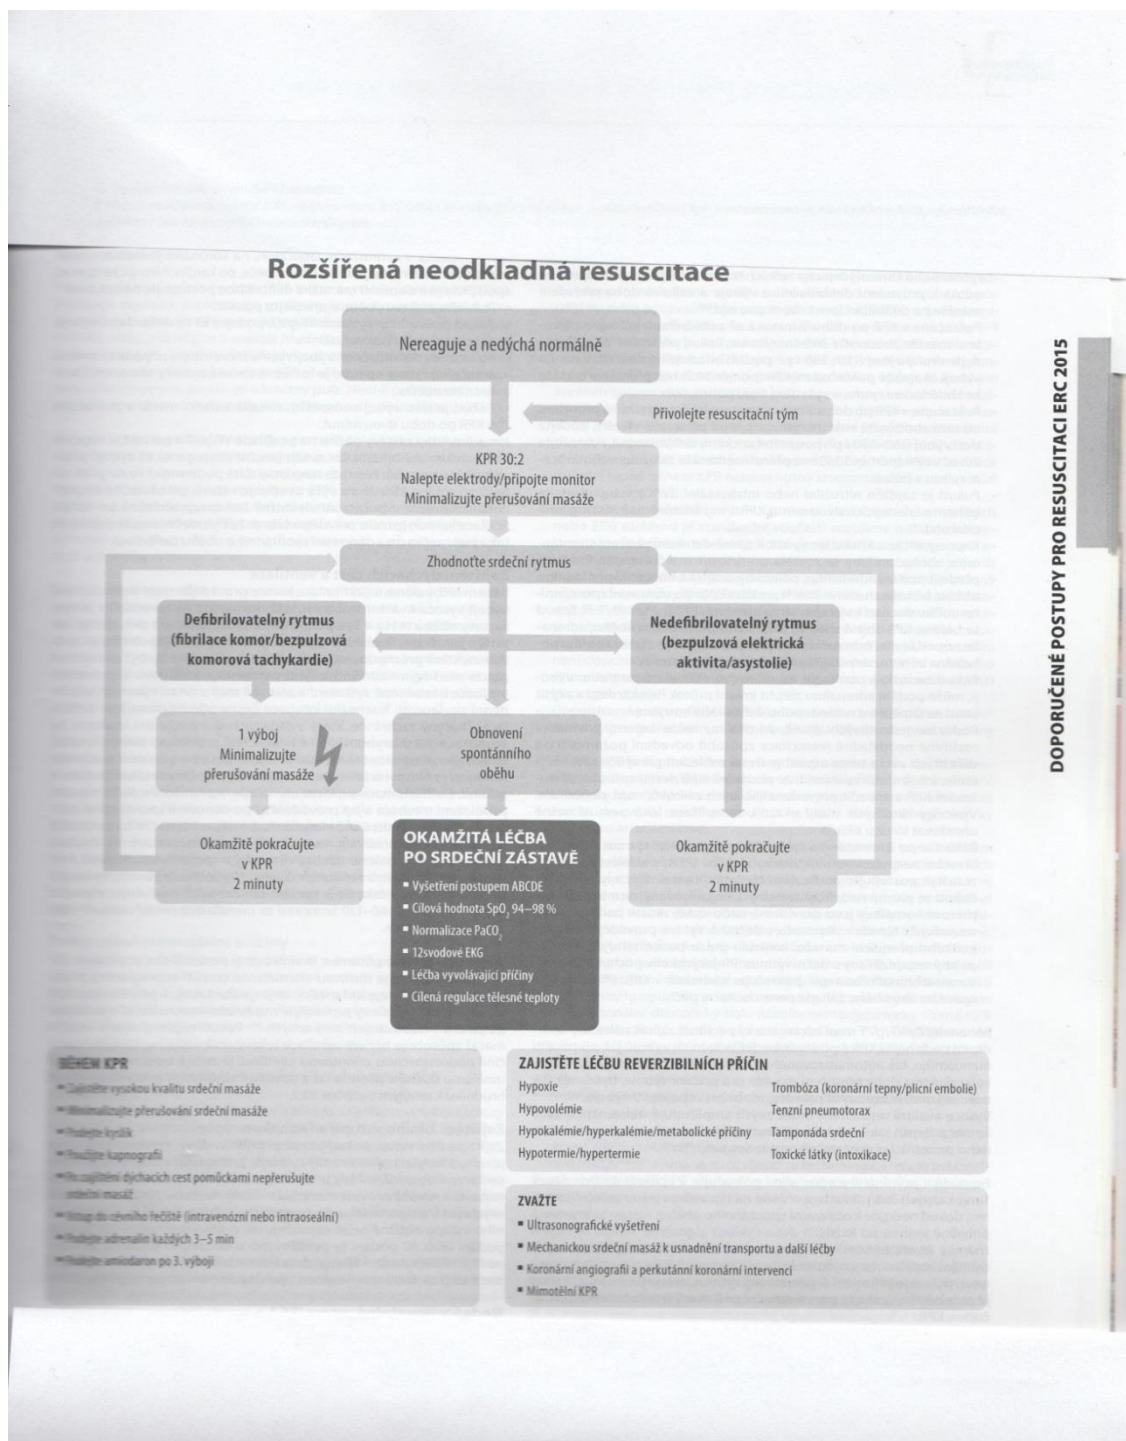 Rozšířená neodkladná resuscitace
Nereaguje a nedýchá normálně
Přivolejte resuscitační tým
KPR 30:2
Nalepte elektrody/připojte monitor
Minimalizujte přerušování masáže
Zhodnoťte srdeční rytmus
Defibrilovatelný rytmus
(fibrilace komor/bezpulzová
komorová tachykardie)
Nedefibrilovatelný rytmus
(bezpulzová elektrická
aktivita/asystolie)
1 výboj
Minimalizujte
přerušování masáže
Obnovení
spontánního
oběhu
Okamžitě pokračujte
v KPR
2 minuty
OKAMŽITÁ LÉČBA
PO SRDEČNÍ ZÁSTAVĚ
▪ Vyšetření postupem ABCDE
▪ Cílová hodnota SpO₂ 94–98 %
▪ Normalizace PaCO₂
▪ 12svodové EKG
▪ Léčba vyvolávající příčiny
▪ Cílená regulace tělesné teploty
Okamžitě pokračujte
v KPR
2 minuty
BĚHEM KPR
▪ Zajistěte vysokou kvalitu srdeční masáže
▪ Minimalizujte přerušování srdeční masáže
▪ Podejte kyslík
▪ Použijte kapnografii
▪ Po zajištění dýchacích cest pomůckami nepřerušujte
srdeční masáž
▪ Vstup do cévního řečiště (intravenózní nebo intraoseální)
▪ Podejte adrenalin každých 3–5 min
▪ Podejte amiodaron po 3. výboji
ZAJISTĚTE LÉČBU REVERZIBILNÍCH PŘÍČIN
Hypoxie
Hypovolémie
Hypokalémie/hyperkalémie/metabolické příčiny
Hypotermie/hypertermie
Trombóza (koronární tepny/plicní embolie)
Tenzní pneumotorax
Tamponáda srdeční
Toxické látky (intoxikace)
ZVAŽTE
▪ Ultrasonografické vyšetření
▪ Mechanickou srdeční masáž k usnadnění transportu a další léčby
▪ Koronární angiografii a perkutánní koronární intervenci
▪ Mimotělní KPR
DOPORUČENÉ POSTUPY PRO RESUSCITACI ERC 2015